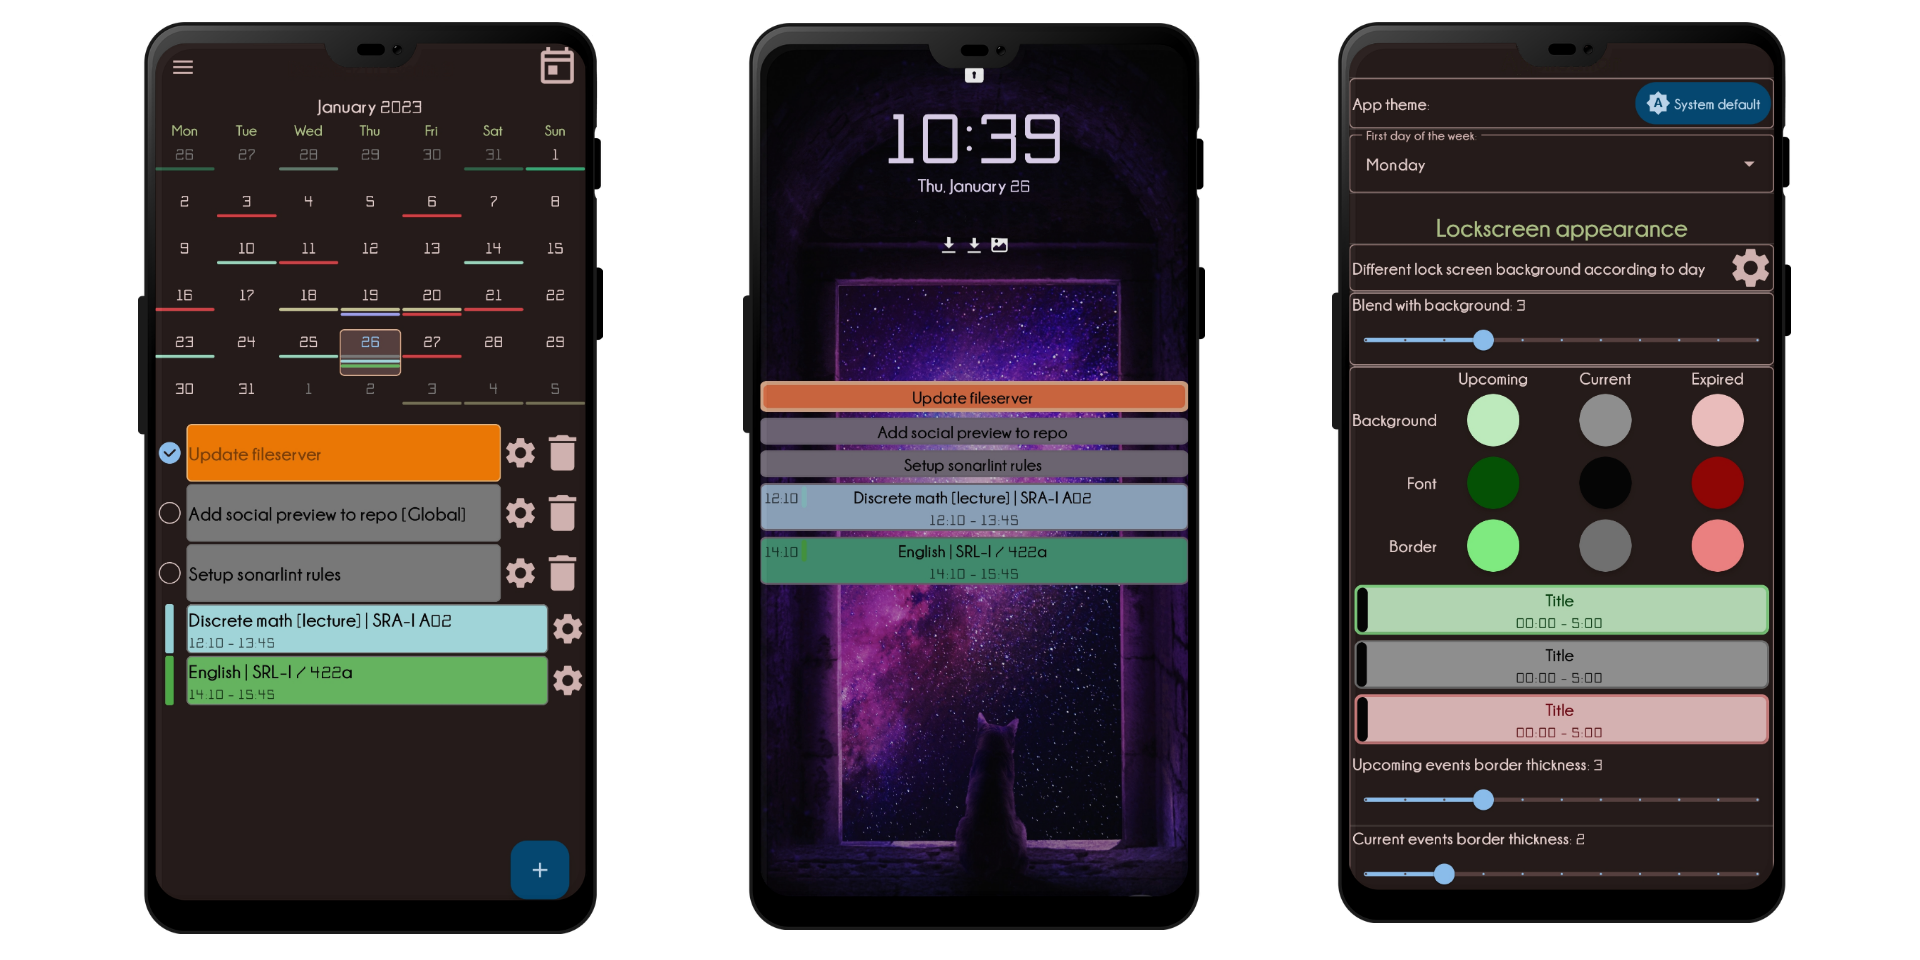 January 2023
Mon Tue Wed Thu Fri Sat Sun
26 27 28 29 30 31 1
2 3 4 5 6 7 8
9 10 11 12 13 14 15
16 17 18 19 20 21 22
23 24 25 26 27 28 29
30 31 1 2 3 4 5
Update fileserver
Add social preview to repo [Global]
Setup sonarlint rules
Discrete math [lecture] | SRA-I A02
12:10 - 13:45
English | SRL-I / 422a
14:10 - 15:45
+
10:39
Thu, January 26
Update fileserver
Add social preview to repo
Setup sonarlint rules
12:10 Discrete math [lecture] | SRA-I A02
12:10 - 13:45
14:10 English | SRL-I / 422a
14:10 - 15:45
App theme:
A System default
First day of the week:
Monday
Lockscreen appearance
Different lock screen background according to day
Blend with background: 3
Upcoming Current Expired
Background
Font
Border
Title
00:00 - 5:00
Title
00:00 - 5:00
Title
00:00 - 5:00
Upcoming events border thickness: 3
Current events border thickness: 2